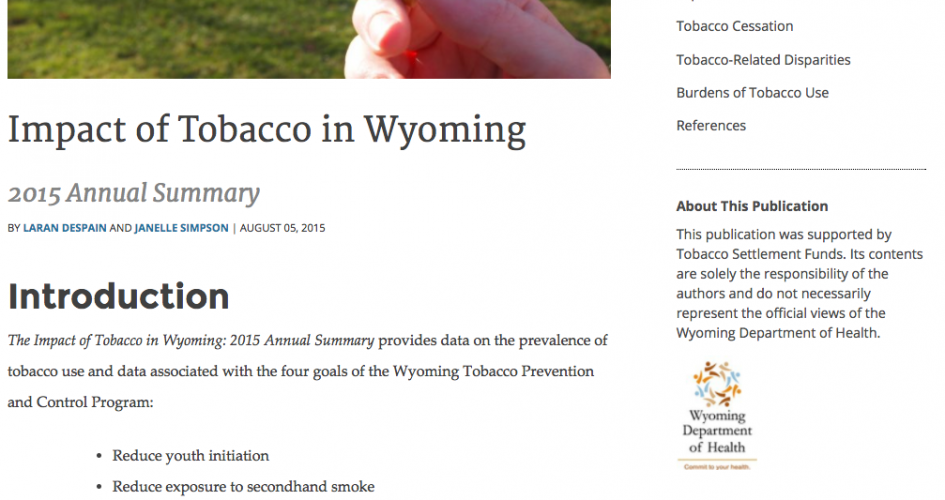 Impact of Tobacco in Wyoming
2015 Annual Summary
BY LARAN DESPAIN AND JANELLE SIMPSON | AUGUST 05, 2015
Introduction
The Impact of Tobacco in Wyoming: 2015 Annual Summary provides data on the prevalence of
tobacco use and data associated with the four goals of the Wyoming Tobacco Prevention
and Control Program:
• Reduce youth initiation
• Reduce exposure to secondhand smoke
Tobacco Cessation
Tobacco-Related Disparities
Burdens of Tobacco Use
References
About This Publication
This publication was supported by
Tobacco Settlement Funds. Its contents
are solely the responsibility of the
authors and do not necessarily
represent the official views of the
Wyoming Department of Health.
Wyoming
Department
of Health
Commit to your health.